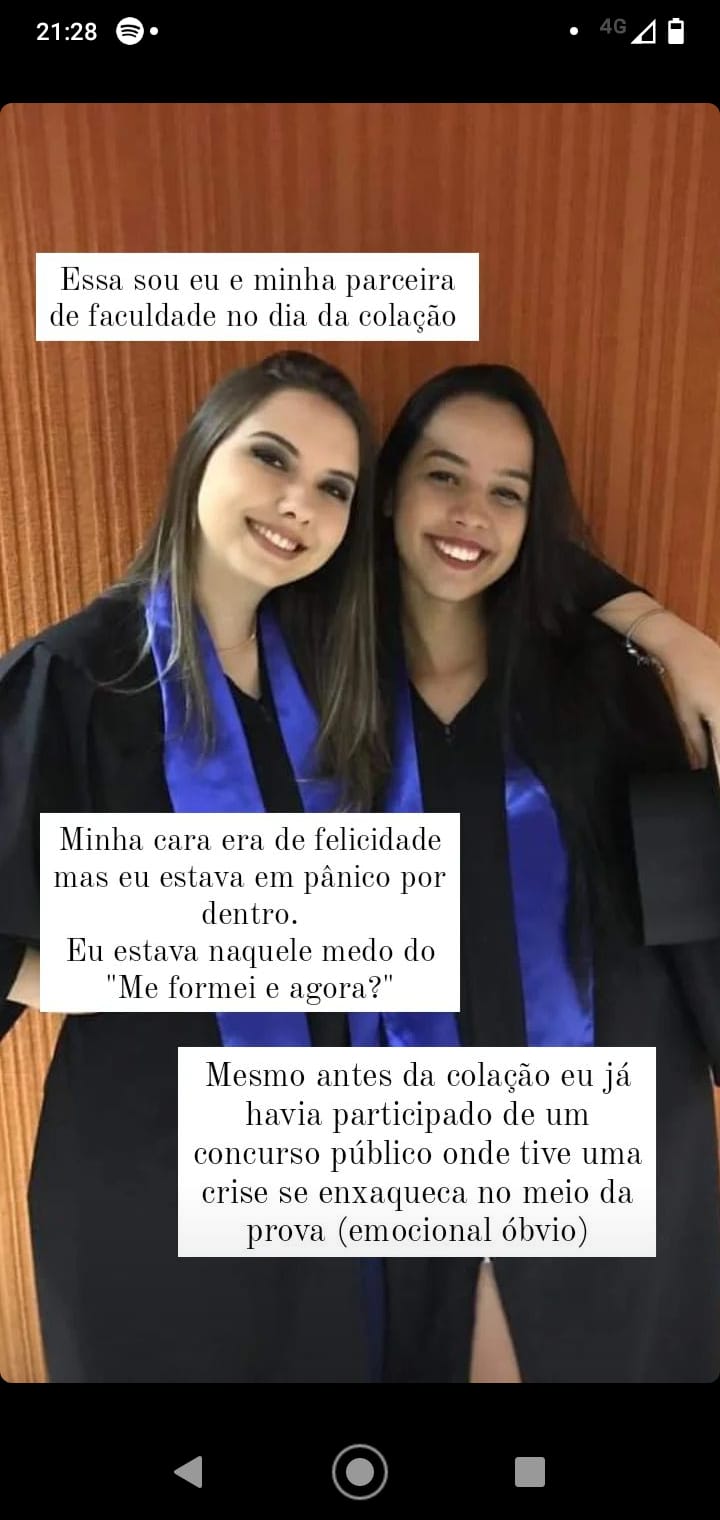 21:28
4G
Essa sou eu e minha parceira
de faculdade no dia da colação
Minha cara era de felicidade
mas eu estava em pânico por
dentro.
Eu estava naquele medo do
"Me formei e agora?"
Mesmo antes da colação eu já
havia participado de um
concurso público onde tive uma
crise se enxaqueca no meio da
prova (emocional óbvio)